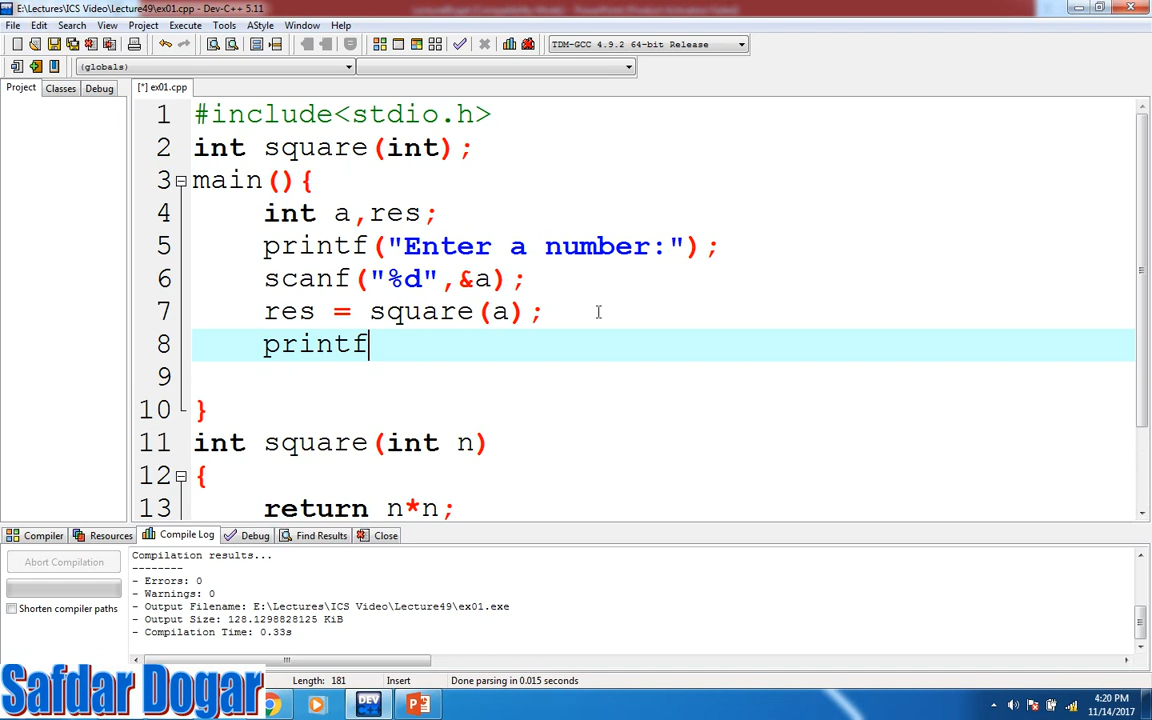 E:\Lectures\ICS Video\Lecture49\ex01.cpp - Dev-C++ 5.11
File Edit Search View Project Execute Tools AStyle Window Help
TDM-GCC 4.9.2 64-bit Release
(globals)
Project Classes Debug
[*] ex01.cpp
1 #include<stdio.h>
2 int square(int);
3 main(){
4 int a,res;
5 printf("Enter a number:");
6 scanf("%d",&a);
7 res = square(a);
8 printf
9
10 }
11 int square(int n)
12 {
13 return n*n;
Compiler Resources Compile Log Debug Find Results Close
Abort Compilation
Shorten compiler paths
Compilation results...
--------
- Errors: 0
- Warnings: 0
- Output Filename: E:\Lectures\ICS Video\Lecture49\ex01.exe
- Output Size: 128.1298828125 KiB
- Compilation Time: 0.33s
Length: 181 Insert Done parsing in 0.015 seconds
Safdar Dogar
DEV
4:20 PM
11/14/2017